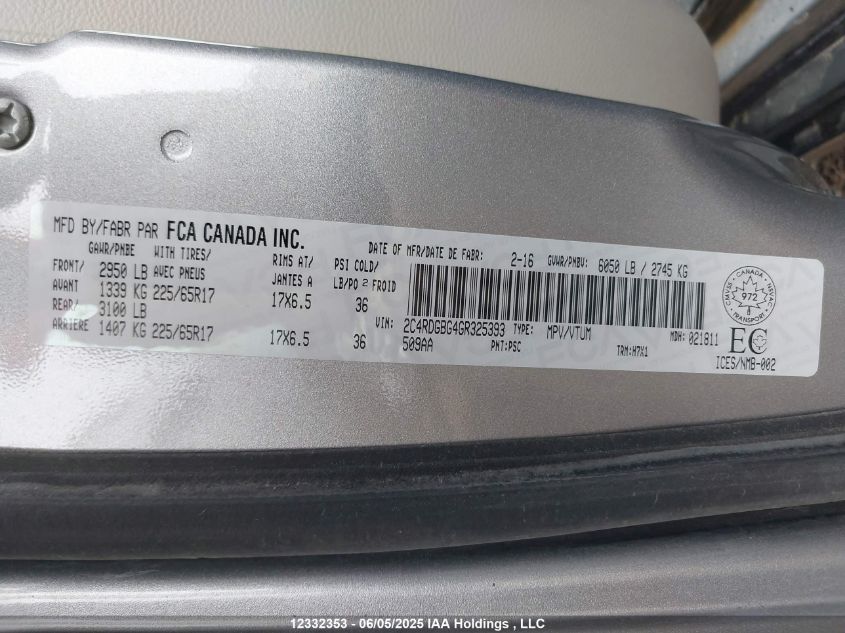 MFD BY/FABR PAR FCA CANADA INC.
DATE OF MFR/DATE DE FABR: 2-16 GVWR/PNBV: 6050 LB / 2745 KG
GAWR/PNBE WITH TIRES/ RIMS AT/ PSI COLD/
FRONT/ 2950 LB AVEC PNEUS JANTES A LB/PO² FROID
AVANT 1339 KG 225/65R17 17X6.5 36
REAR/ 3100 LB
ARRIERE 1407 KG 225/65R17 17X6.5 36
VIN: 2C4RDGBG4GR325393 TYPE: MPV/VTUM MDH: 021811
509AA PNT:PSC TRM:H7X1
CANADA
972
TRANSPORT
EC
ICES/NMB-002
12332353 - 06/05/2025 IAA Holdings , LLC